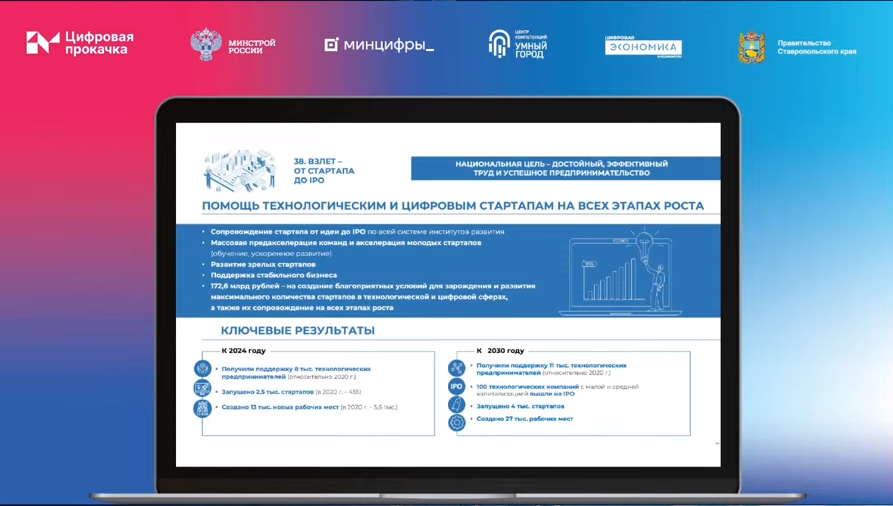 Цифровая
прокачка
МИНСТРОЙ
РОССИИ
минцифры_
ЦЕНТР
КОМПЕТЕНЦИЙ
УМНЫЙ
ГОРОД
ЦИФРОВАЯ
ЭКОНОМИКА
Правительство
Ставропольского края
38. ВЗЛЕТ –
ОТ СТАРТАПА
ДО IPO
НАЦИОНАЛЬНАЯ ЦЕЛЬ – ДОСТОЙНЫЙ, ЭФФЕКТИВНЫЙ
ТРУД И УСПЕШНОЕ ПРЕДПРИНИМАТЕЛЬСТВО
ПОМОЩЬ ТЕХНОЛОГИЧЕСКИМ И ЦИФРОВЫМ СТАРТАПАМ НА ВСЕХ ЭТАПАХ РОСТА
• Сопровождение стартапа от идеи до IPO по всей системе институтов развития
• Массовая предакселерация команд и акселерация молодых стартапов
(обучение, ускоренное развитие)
• Развитие зрелых стартапов
• Поддержка стабильного бизнеса
• 172,6 млрд рублей – на создание благоприятных условий для зарождения и развития
максимального количества стартапов в технологической и цифровой сферах,
а также их сопровождение на всех этапах роста
КЛЮЧЕВЫЕ РЕЗУЛЬТАТЫ
К 2024 году
• Получили поддержку 8 тыс. технологических
предпринимателей (относительно 2020 г.)
• Запущено 2,5 тыс. стартапов (в 2020 г. – 455)
• Создано 13 тыс. новых рабочих мест (в 2020 г. – 5,6 тыс.)
К 2030 году
• Получили поддержку 11 тыс. технологических
предпринимателей (относительно 2020 г.)
IPO
• 100 технологических компаний с малой и средней
капитализацией вышли на IPO
• Запущено 4 тыс. стартапов
• Создано 27 тыс. рабочих мест